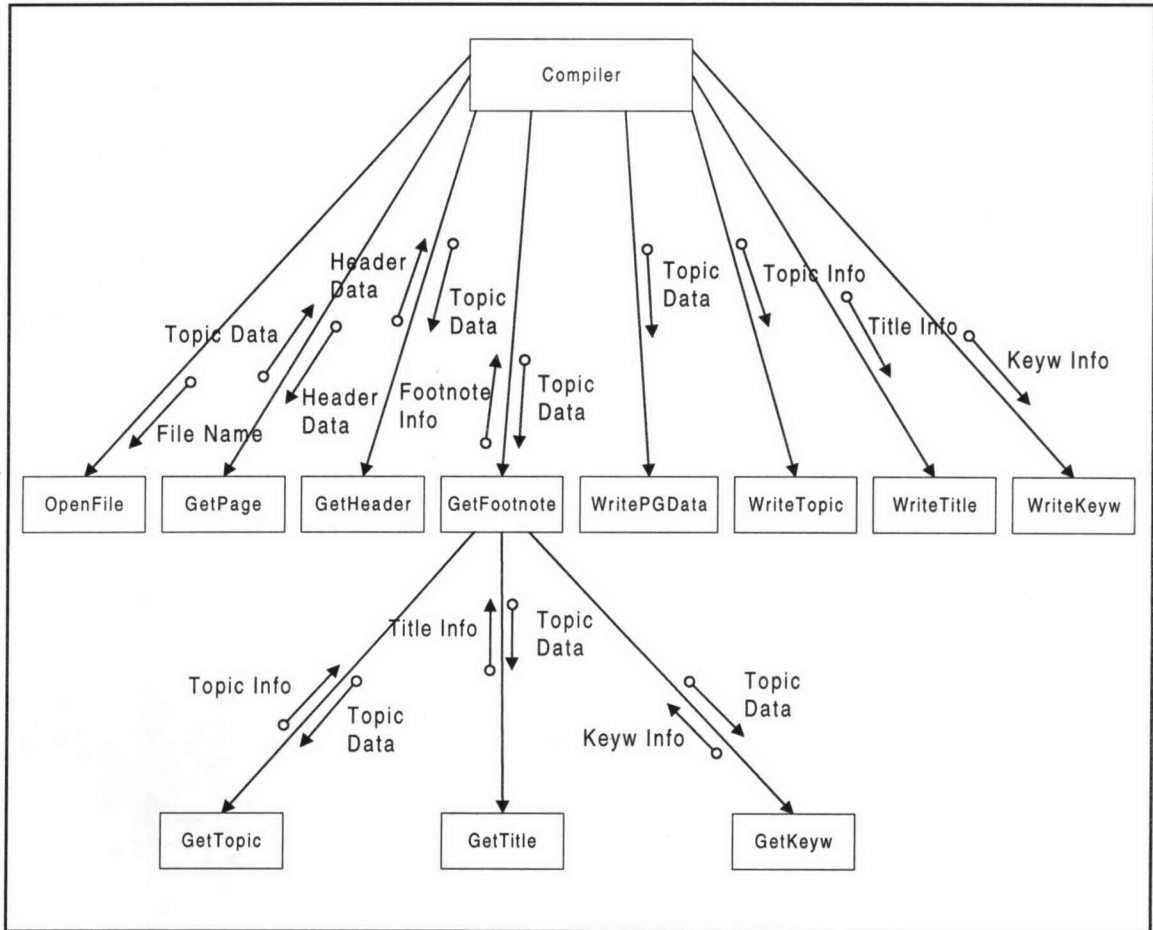 Compiler
Header
Data
Topic
Data
Topic
Data
Topic Info
Topic Data
Title Info
Keyw Info
Header
Data
Footnote
Info
Topic
Data
File Name
OpenFile
GetPage
GetHeader
GetFootnote
WritePGData
WriteTopic
WriteTitle
WriteKeyw
Title Info
Topic
Data
Topic Info
Topic
Data
Topic
Data
Keyw Info
GetTopic
GetTitle
GetKeyw